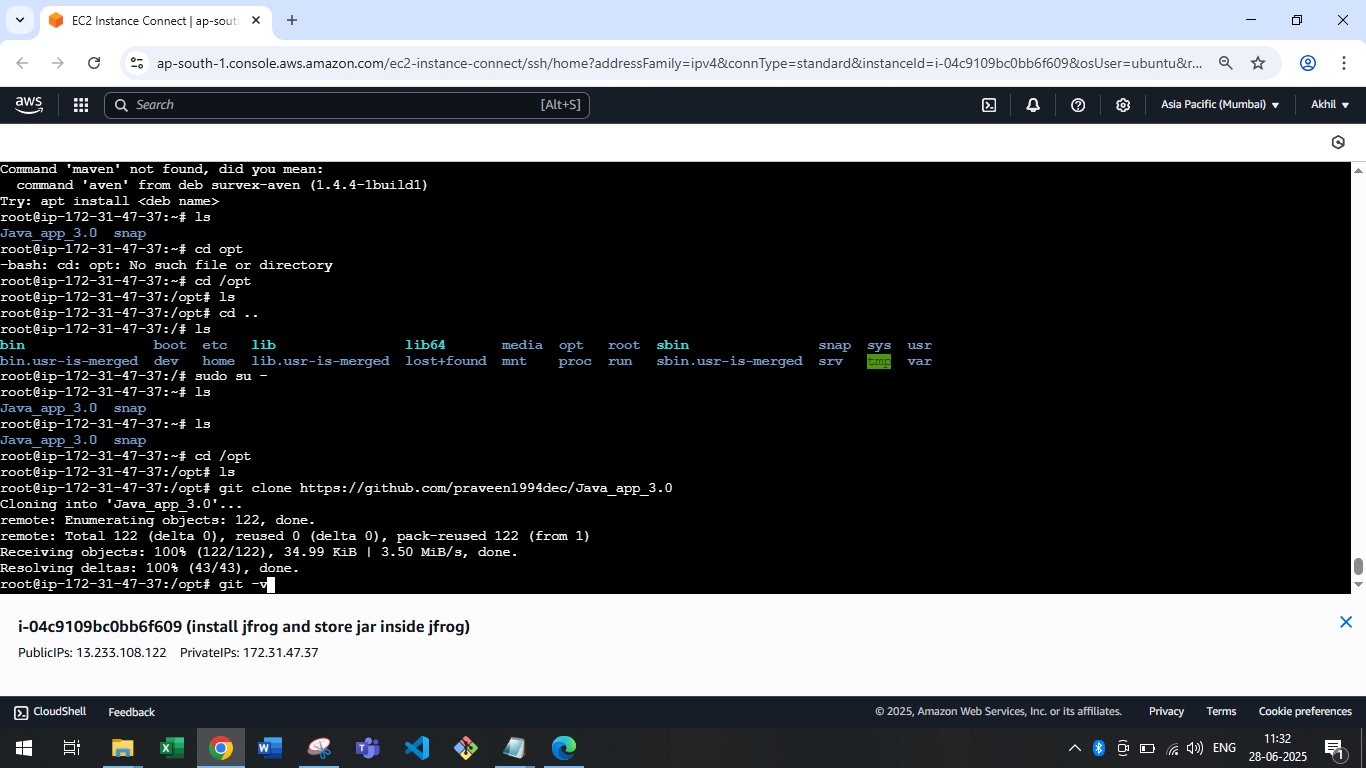 EC2 Instance Connect | ap-sout
ap-south-1.console.aws.amazon.com/ec2-instance-connect/ssh/home?addressFamily=ipv4&connType=standard&instanceId=i-04c9109bc0bb6f609&osUser=ubuntu&r...
aws Search [Alt+S] Asia Pacific (Mumbai) Akhil
Command 'maven' not found, did you mean:
  command 'aven' from deb survex-aven (1.4.4-1build1)
Try: apt install <deb name>
root@ip-172-31-47-37:~# ls
Java_app_3.0  snap
root@ip-172-31-47-37:~# cd opt
-bash: cd: opt: No such file or directory
root@ip-172-31-47-37:~# cd /opt
root@ip-172-31-47-37:/opt# ls
root@ip-172-31-47-37:/opt# cd ..
root@ip-172-31-47-37:/# ls
bin boot etc lib lib64 media opt root sbin snap sys usr
bin.usr-is-merged dev home lib.usr-is-merged lost+found mnt proc run sbin.usr-is-merged srv tmp var
root@ip-172-31-47-37:/# sudo su -
root@ip-172-31-47-37:~# ls
Java_app_3.0  snap
root@ip-172-31-47-37:~# ls
Java_app_3.0  snap
root@ip-172-31-47-37:~# cd /opt
root@ip-172-31-47-37:/opt# ls
root@ip-172-31-47-37:/opt# git clone https://github.com/praveen1994dec/Java_app_3.0
Cloning into 'Java_app_3.0'...
remote: Enumerating objects: 122, done.
remote: Total 122 (delta 0), reused 0 (delta 0), pack-reused 122 (from 1)
Receiving objects: 100% (122/122), 34.99 KiB | 3.50 MiB/s, done.
Resolving deltas: 100% (43/43), done.
root@ip-172-31-47-37:/opt# git -v
i-04c9109bc0bb6f609 (install jfrog and store jar inside jfrog)
PublicIPs: 13.233.108.122 PrivateIPs: 172.31.47.37
CloudShell Feedback © 2025, Amazon Web Services, Inc. or its affiliates. Privacy Terms Cookie preferences
ENG 11:32
28-06-2025 1